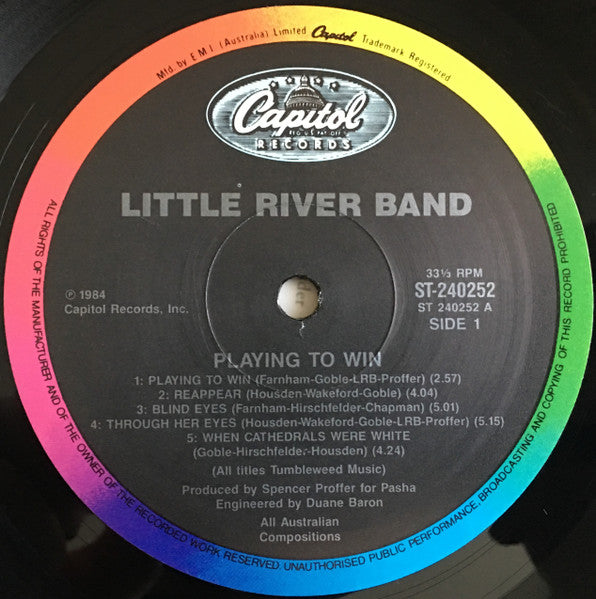 Mfd. by E.M.I. (Australia) Limited Capitol Trademark Registered
Capitol
REG. U.S. PAT. OFF.
RECORDS
LITTLE RIVER BAND
33⅓ RPM
ST-240252
ST 240252 A
SIDE 1
℗ 1984
Capitol Records, Inc.
PLAYING TO WIN
1: PLAYING TO WIN (Farnham-Goble-LRB-Proffer) (2.57)
2: REAPPEAR (Housden-Wakeford-Goble) (4.04)
3: BLIND EYES (Farnham-Hirschfelder-Chapman) (5.01)
4: THROUGH HER EYES (Housden-Wakeford-Goble-LRB-Proffer) (5.15)
5: WHEN CATHEDRALS WERE WHITE
(Goble-Hirschfelder-Housden) (4.24)
(All titles Tumbleweed Music)
Produced by Spencer Proffer for Pasha
Engineered by Duane Baron
All Australian
Compositions
ALL RIGHTS OF THE MANUFACTURER AND OF THE OWNER OF THE RECORDED WORK RESERVED. UNAUTHORISED PUBLIC PERFORMANCE, BROADCASTING AND COPYING OF THIS RECORD PROHIBITED